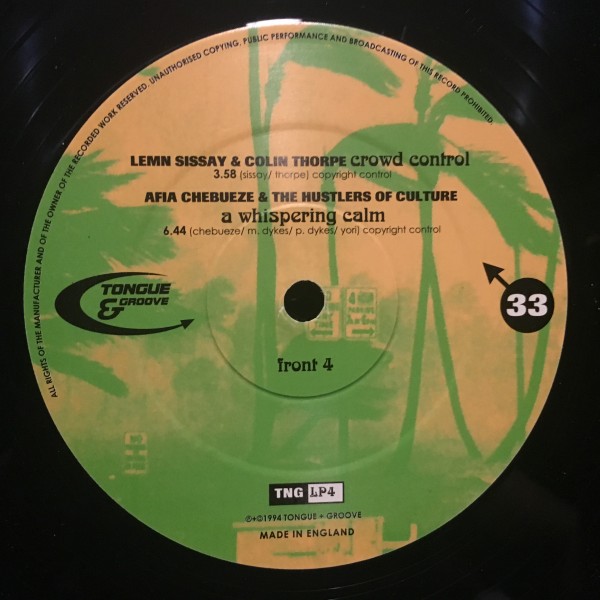 ALL RIGHTS OF THE MANUFACTURER AND OF THE OWNER OF THE RECORDED WORK RESERVED. UNAUTHORISED COPYING, PUBLIC PERFORMANCE AND BROADCASTING OF THIS RECORD PROHIBITED.
LEMN SISSAY & COLIN THORPE crowd control
3.58 (sissay/ thorpe) copyright control
AFIA CHEBUEZE & THE HUSTLERS OF CULTURE
a whispering calm
6.44 (chebueze/ m. dykes/ p. dykes/ yori) copyright control
TONGUE
& GROOVE
33
front 4
TNG LP4
℗+© 1994 TONGUE + GROOVE
MADE IN ENGLAND